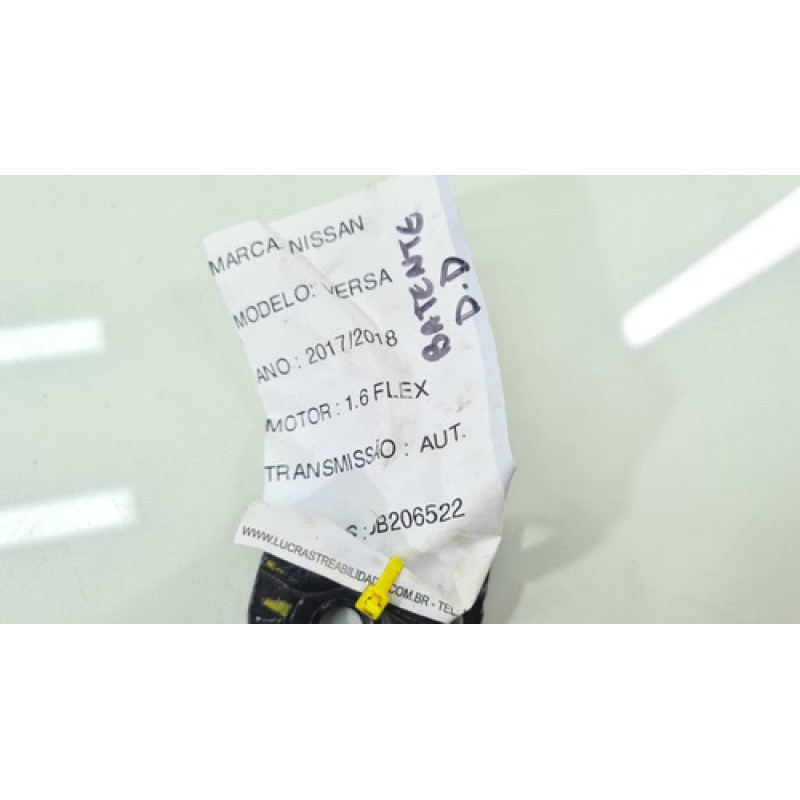 MARCA. NISSAN
MODELO: VERSA
ANO : 2017/2018
MOTOR : 1.6 FLEX
TRANSMISSÃO : AUT.
B206522
WWW.LUCRASTREABILIDAD COM.BR - TEL
BATENTE
D.D